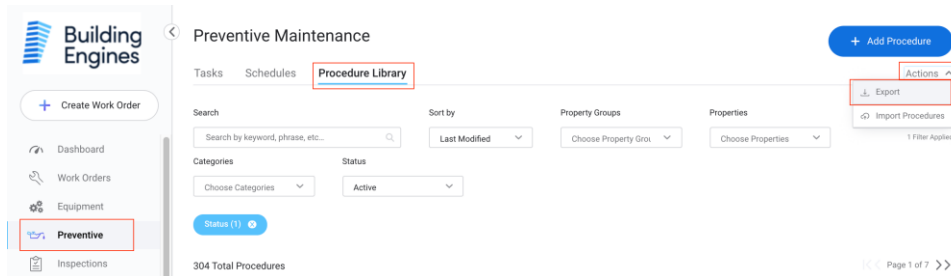 Building
Engines
Preventive Maintenance
+ Add Procedure
Tasks
Schedules
Procedure Library
Actions
Export
Import Procedures
+ Create Work Order
Search
Sort by
Property Groups
Properties
Search by keyword, phrase, etc...
Last Modified
Choose Property Grou
Choose Properties
1 Filter Applied
Dashboard
Categories
Status
Work Orders
Choose Categories
Active
Equipment
Status (1)
Preventive
Inspections
304 Total Procedures
Page 1 of 7